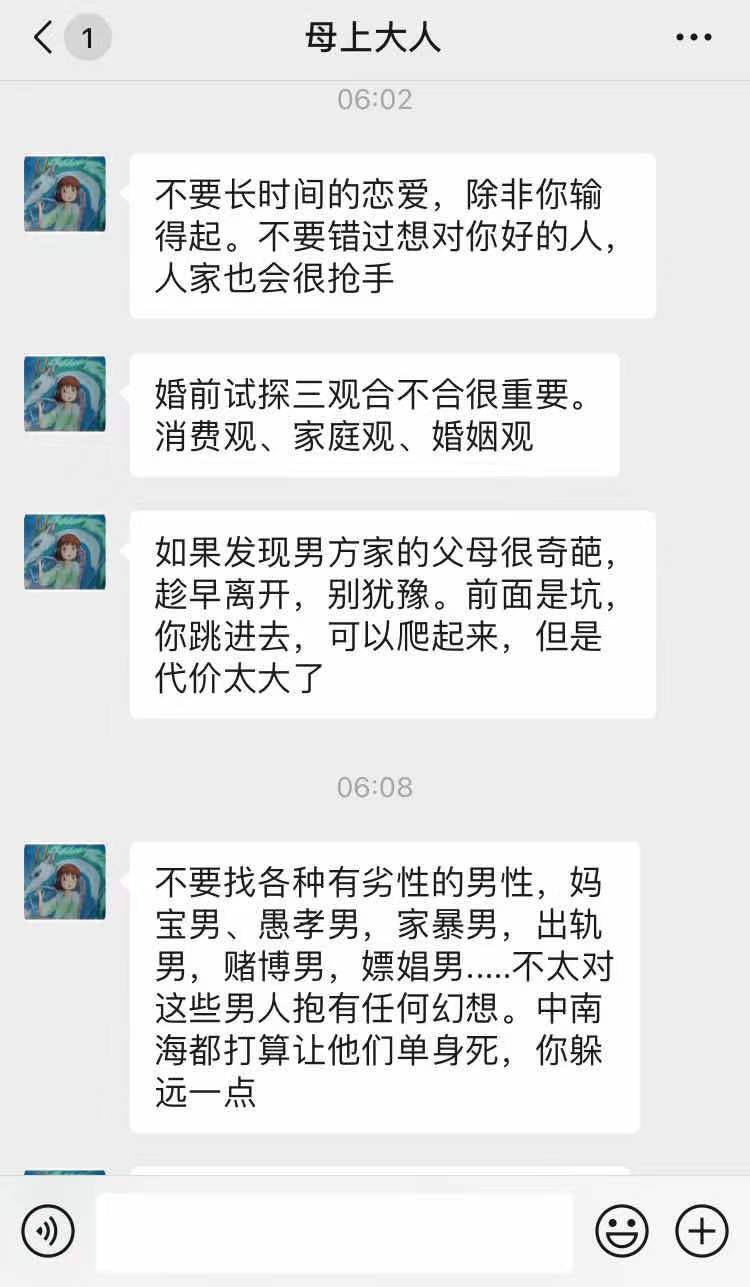 1
母上大人
06:02
不要长时间的恋爱，除非你输
得起。不要错过想对你好的人，
人家也会很抢手
婚前试探三观合不合很重要。
消费观、家庭观、婚姻观
如果发现男方家的父母很奇葩，
趁早离开，别犹豫。前面是坑，
你跳进去，可以爬起来，但是
代价太大了
06:08
不要找各种有劣性的男性，妈
宝男、愚孝男，家暴男，出轨
男，赌博男，嫖娼男.....不太对
这些男人抱有任何幻想。中南
海都打算让他们单身死，你躲
远一点